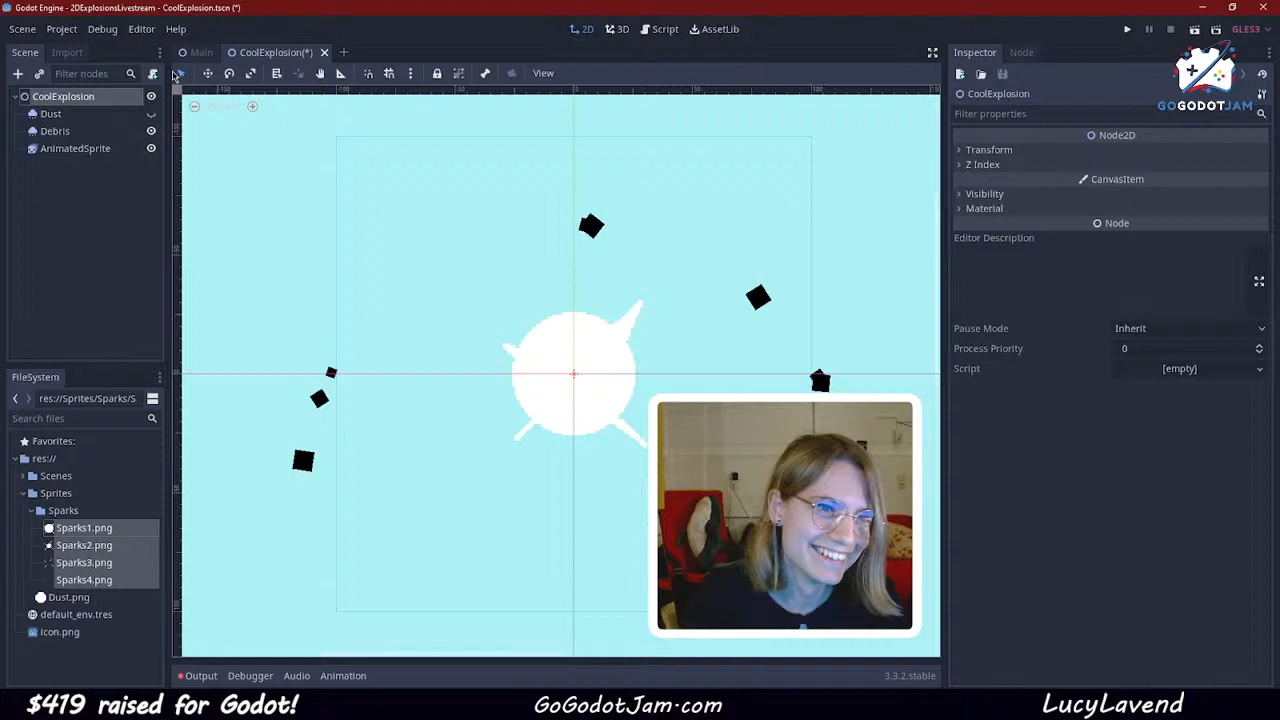 Godot Engine - 2DExplosionsLivestream - CoolExplosion.tscn (*)
Scene Project Debug Editor Help
2D 3D Script AssetLib
GLES3
Scene Import
Main CoolExplosion(*)
Inspector Node
Filter nodes
View
CoolExplosion
Dust
Debris
AnimatedSprite
GOGODOTJAM
CoolExplosion
Filter properties
Node2D
Transform
Z Index
CanvasItem
Visibility
Material
Node
Editor Description
Pause Mode Inherit
Process Priority 0
Script [empty]
FileSystem
res://Sprites/Sparks/S
Search files
Favorites:
res://
Scenes
Sprites
Sparks
Sparks1.png
Sparks2.png
Sparks3.png
Sparks4.png
Dust.png
default_env.tres
icon.png
Output Debugger Audio Animation
3.3.2.stable
$419 raised for Godot! GoGodotJam.com LucyLavend